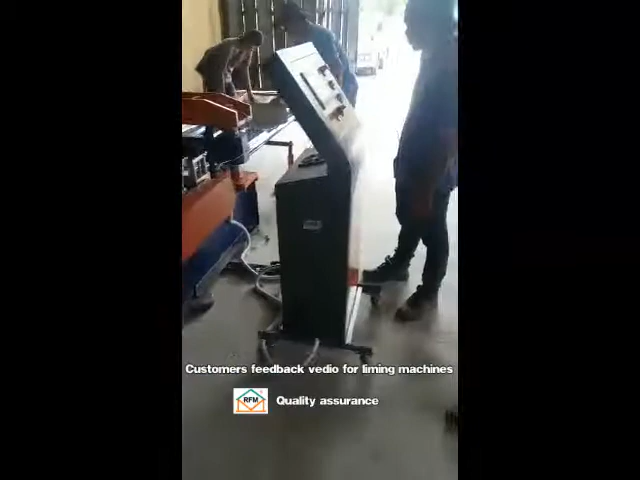 Customers feedback vedio for liming machines
RFM
Quality assurance